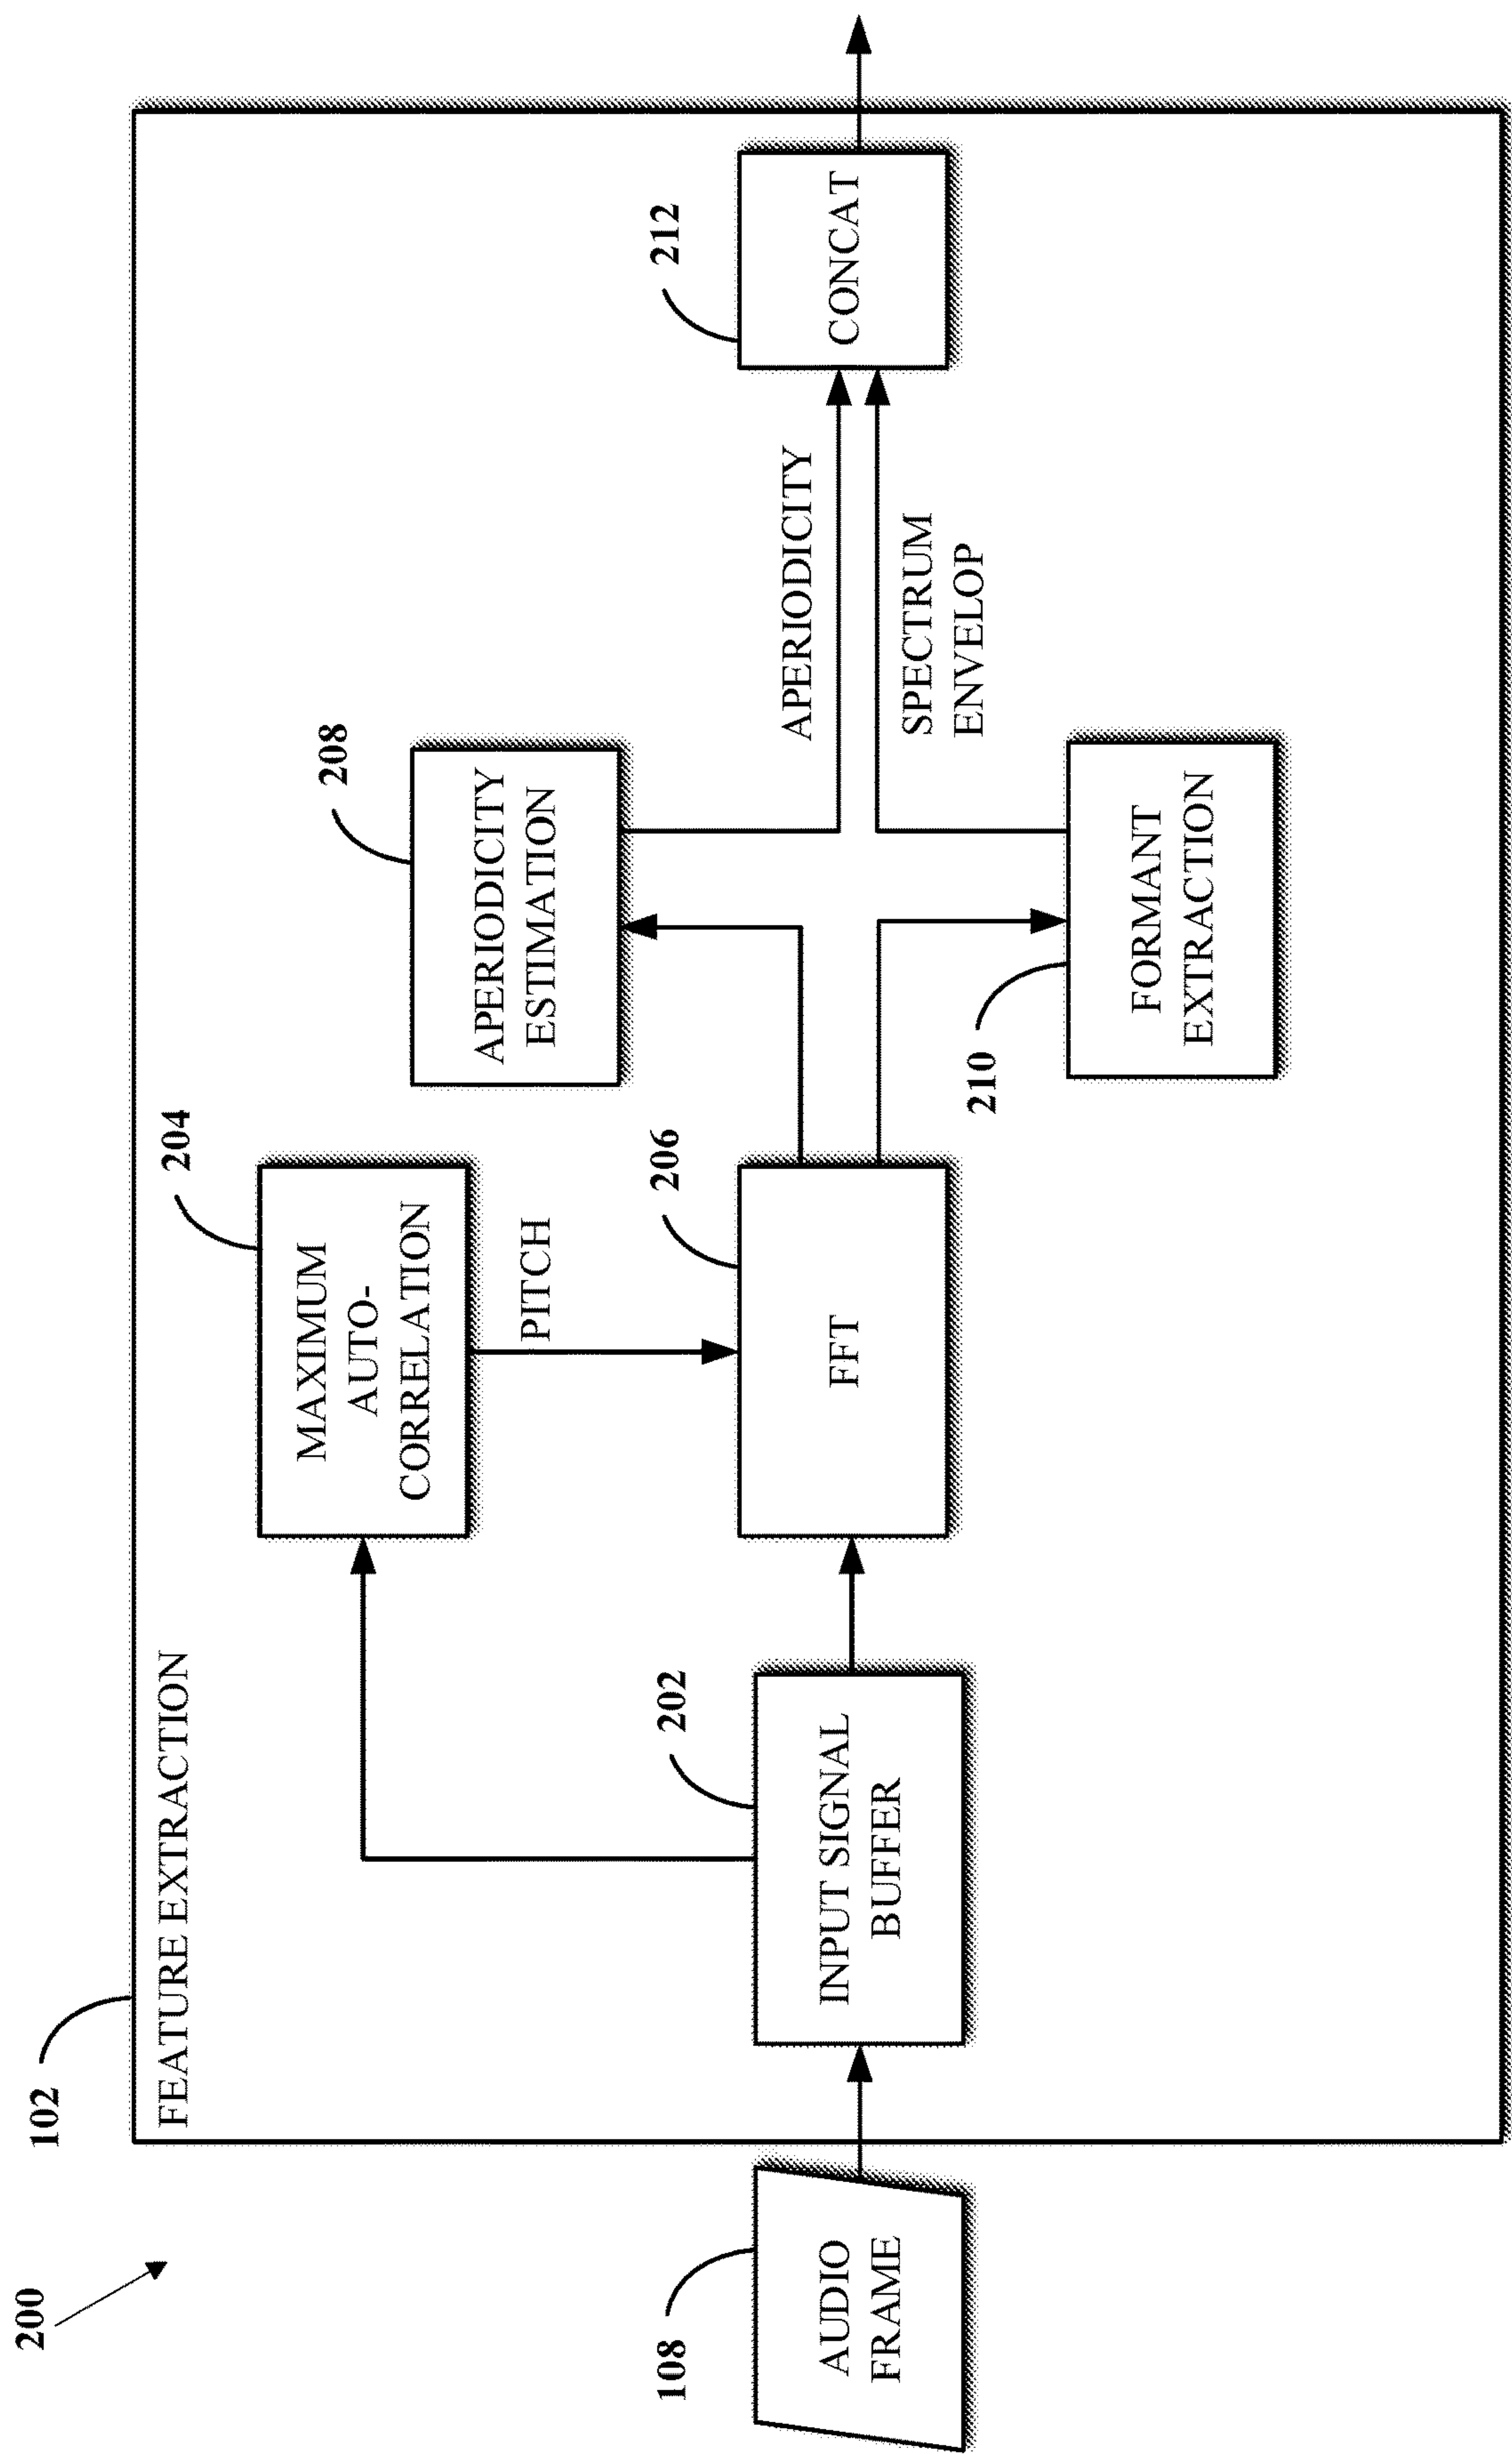 200
102
FEATURE EXTRACTION
108
AUDIO
FRAME
202
INPUT SIGNAL
BUFFER
204
MAXIMUM
AUTO-
CORRELATION
PITCH
206
FFT
208
APERIODICITY
ESTIMATION
210
FORMANT
EXTRACTION
APERIODICITY
SPECTRUM
ENVELOP
212
CONCAT